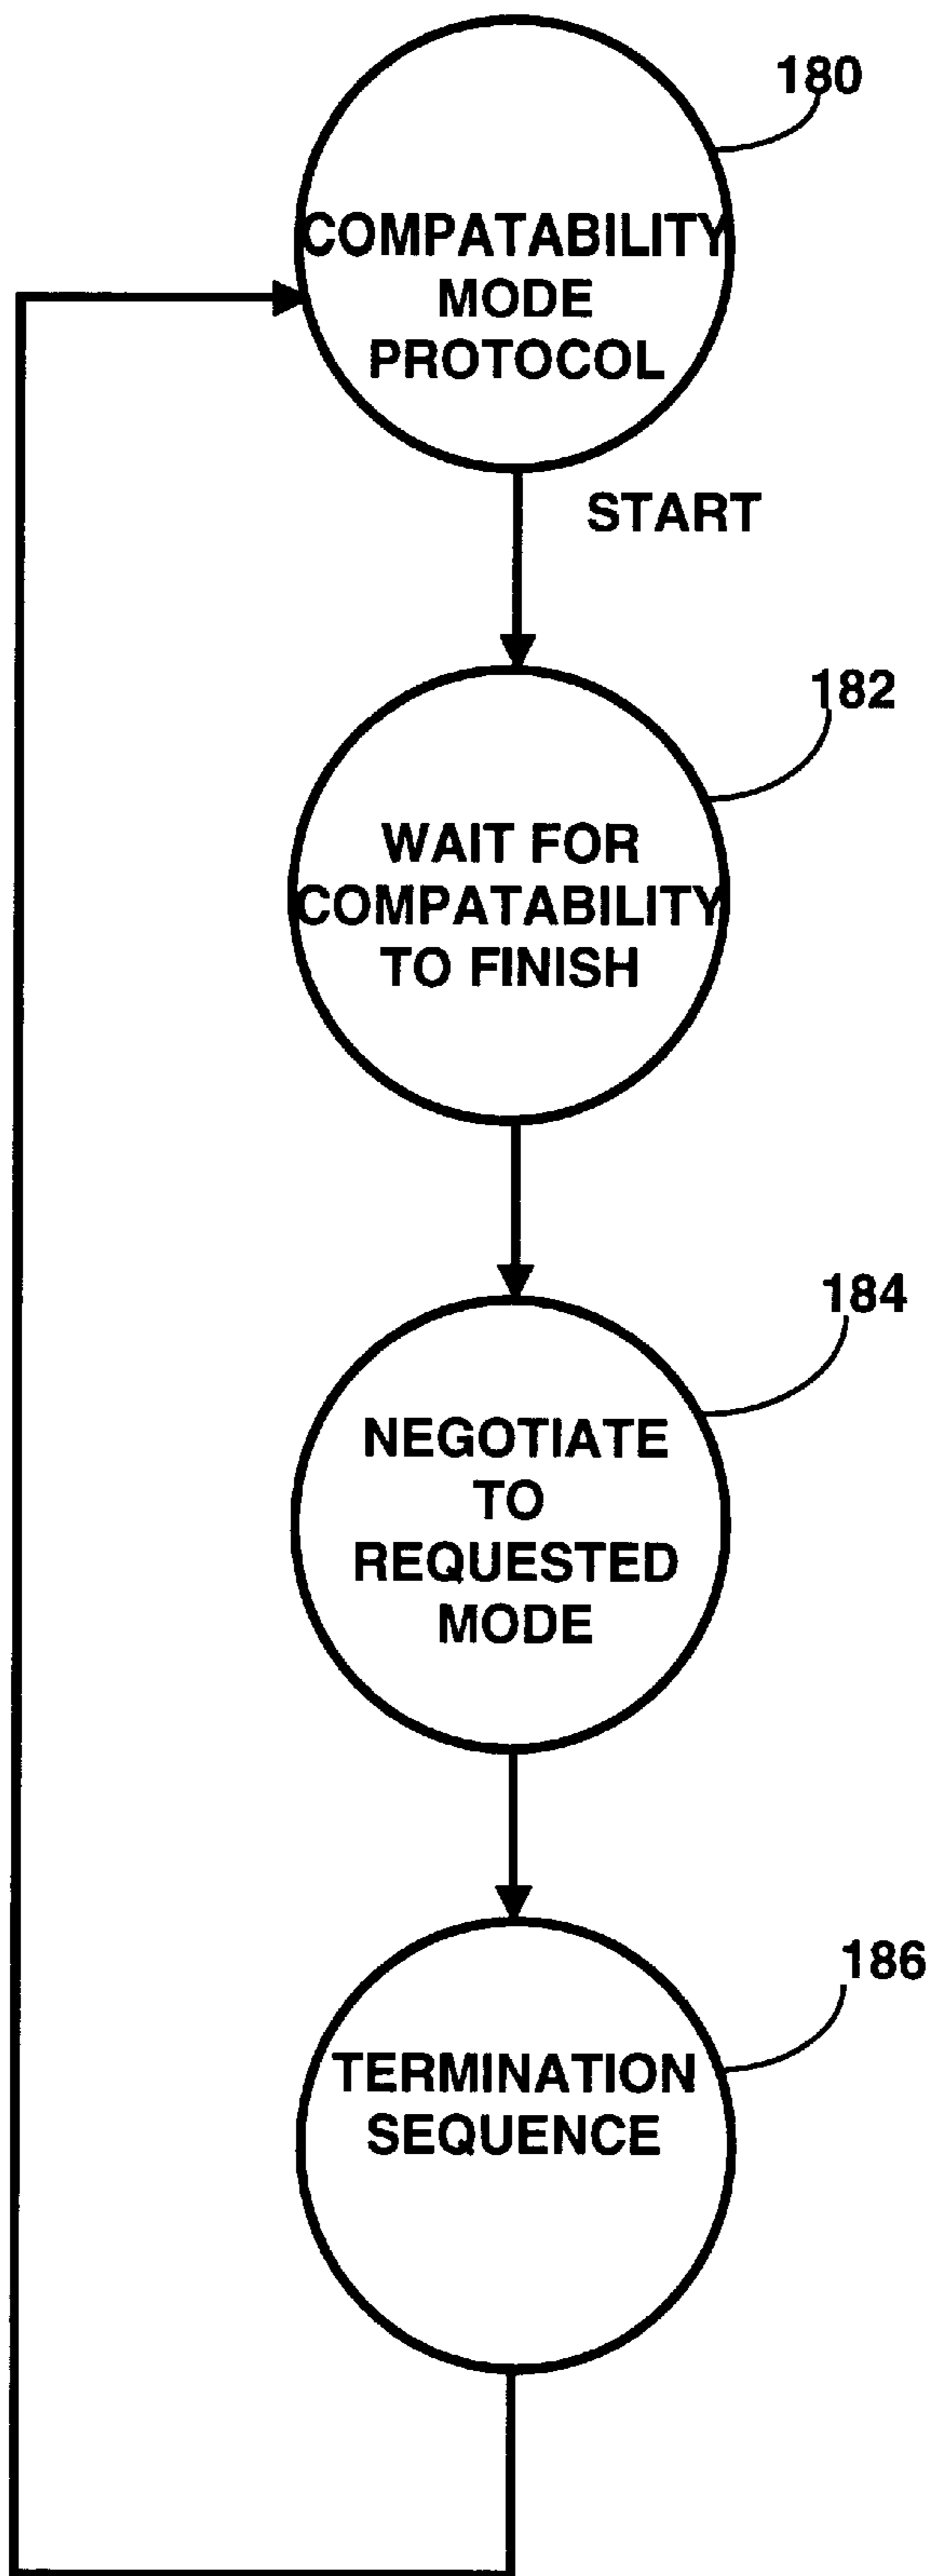 180
COMPATABILITY
MODE
PROTOCOL
START
182
WAIT FOR
COMPATABILITY
TO FINISH
184
NEGOTIATE
TO
REQUESTED
MODE
186
TERMINATION
SEQUENCE